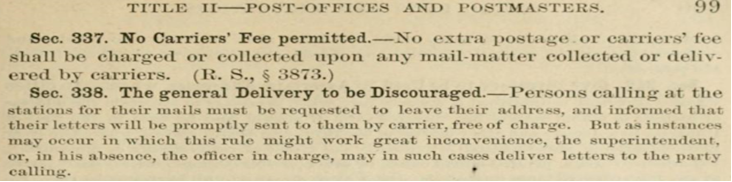 TITLE II—POST-OFFICES AND POSTMASTERS. 99
Sec. 337. No Carriers' Fee permitted.—No extra postage or carriers' fee
shall be charged or collected upon any mail-matter collected or deliv-
ered by carriers. (R. S., § 3873.)
Sec. 338. The general Delivery to be Discouraged.—Persons calling at the
stations for their mails must be requested to leave their address, and informed that
their letters will be promptly sent to them by carrier, free of charge. But as instances
may occur in which this rule might work great inconvenience, the superintendent,
or, in his absence, the officer in charge, may in such cases deliver letters to the party
calling.